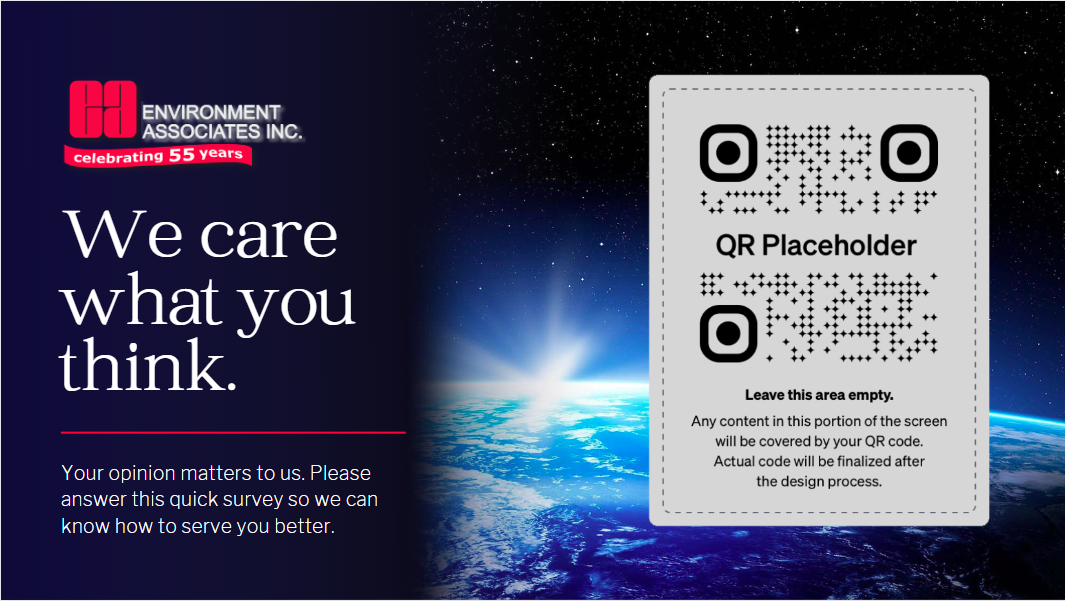 ea
ENVIRONMENT
ASSOCIATES INC.
celebrating 55 years
We care
what you
think.
Your opinion matters to us. Please
answer this quick survey so we can
know how to serve you better.
QR Placeholder
Leave this area empty.
Any content in this portion of the screen
will be covered by your QR code.
Actual code will be finalized after
the design process.